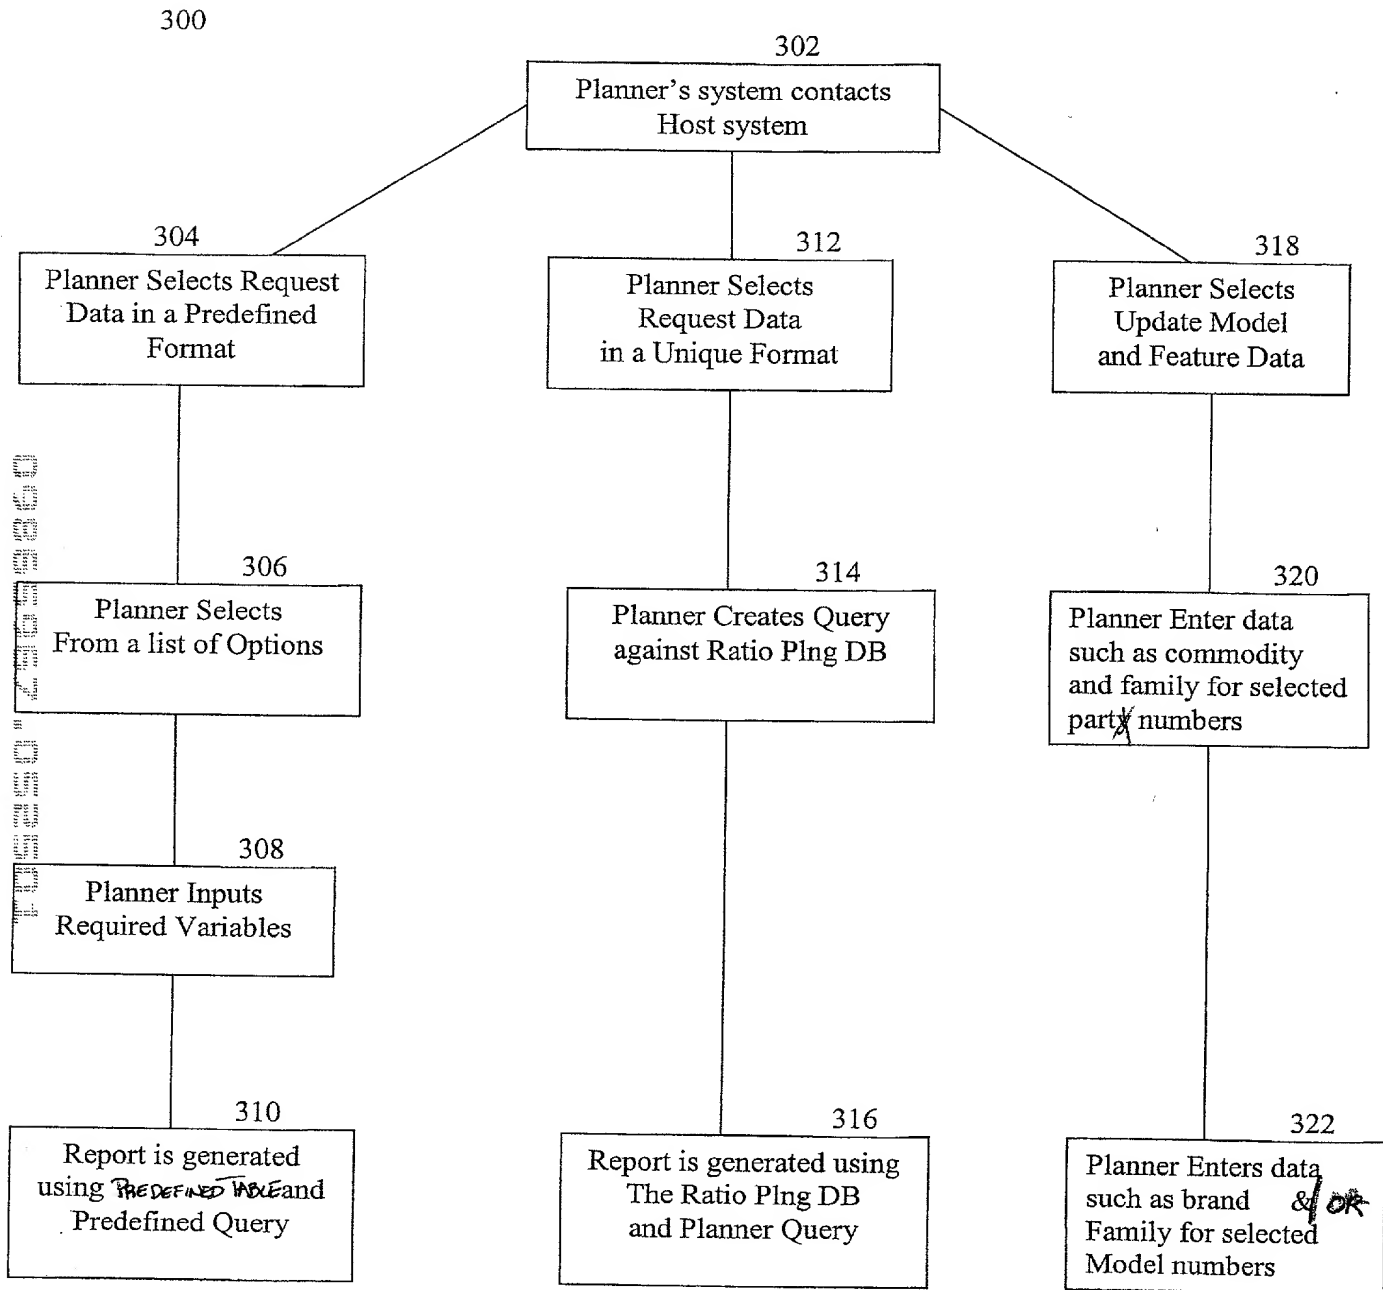 300
302
Planner's system contacts
Host system
304
Planner Selects Request
Data in a Predefined
Format
306
Planner Selects
From a list of Options
308
Planner Inputs
Required Variables
310
Report is generated
using PREDEFINED TABLE and
Predefined Query
312
Planner Selects
Request Data
in a Unique Format
314
Planner Creates Query
against Ratio Plng DB
316
Report is generated using
The Ratio Plng DB
and Planner Query
318
Planner Selects
Update Model
and Feature Data
320
Planner Enter data
such as commodity
and family for selected
part numbers
322
Planner Enters data
such as brand &/OR
Family for selected
Model numbers